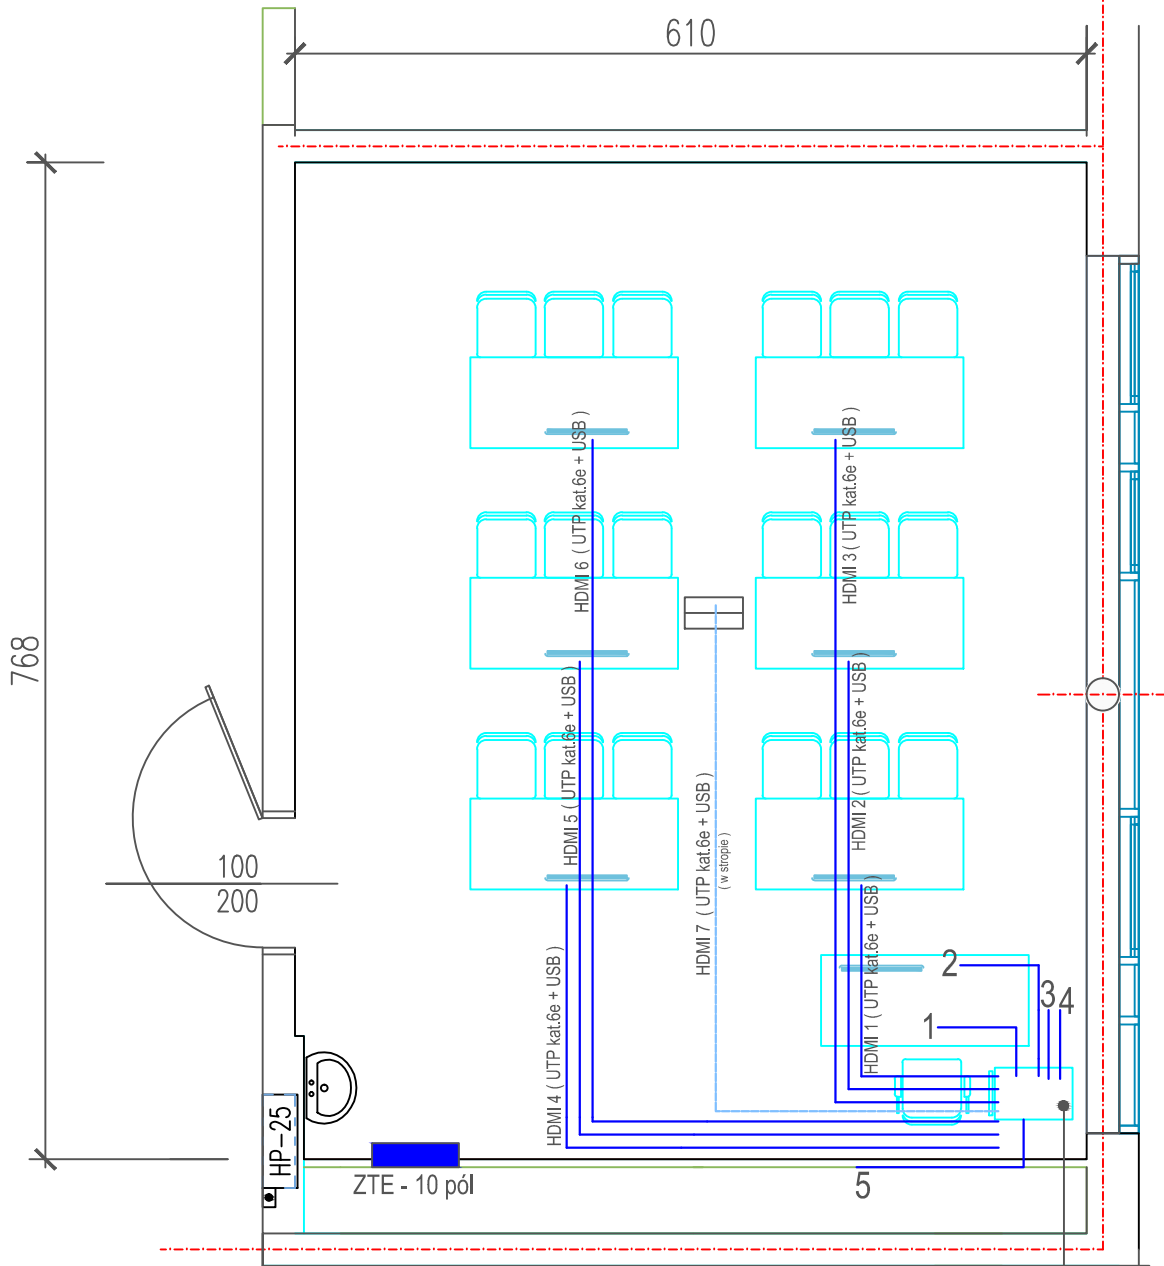 610
768
HDMI 6 ( UTP kat.6e + USB )
HDMI 3 ( UTP kat.6e + USB )
HDMI 5 ( UTP kat.6e + USB )
HDMI 2 ( UTP kat.6e + USB )
HDMI 7 ( UTP kat.6e + USB )
( w stropie )
100
200
HDMI 4 ( UTP kat.6e + USB )
HDMI 1 ( UTP kat.6e + USB )
2
3
4
1
HP-25
ZTE - 10 pól
5